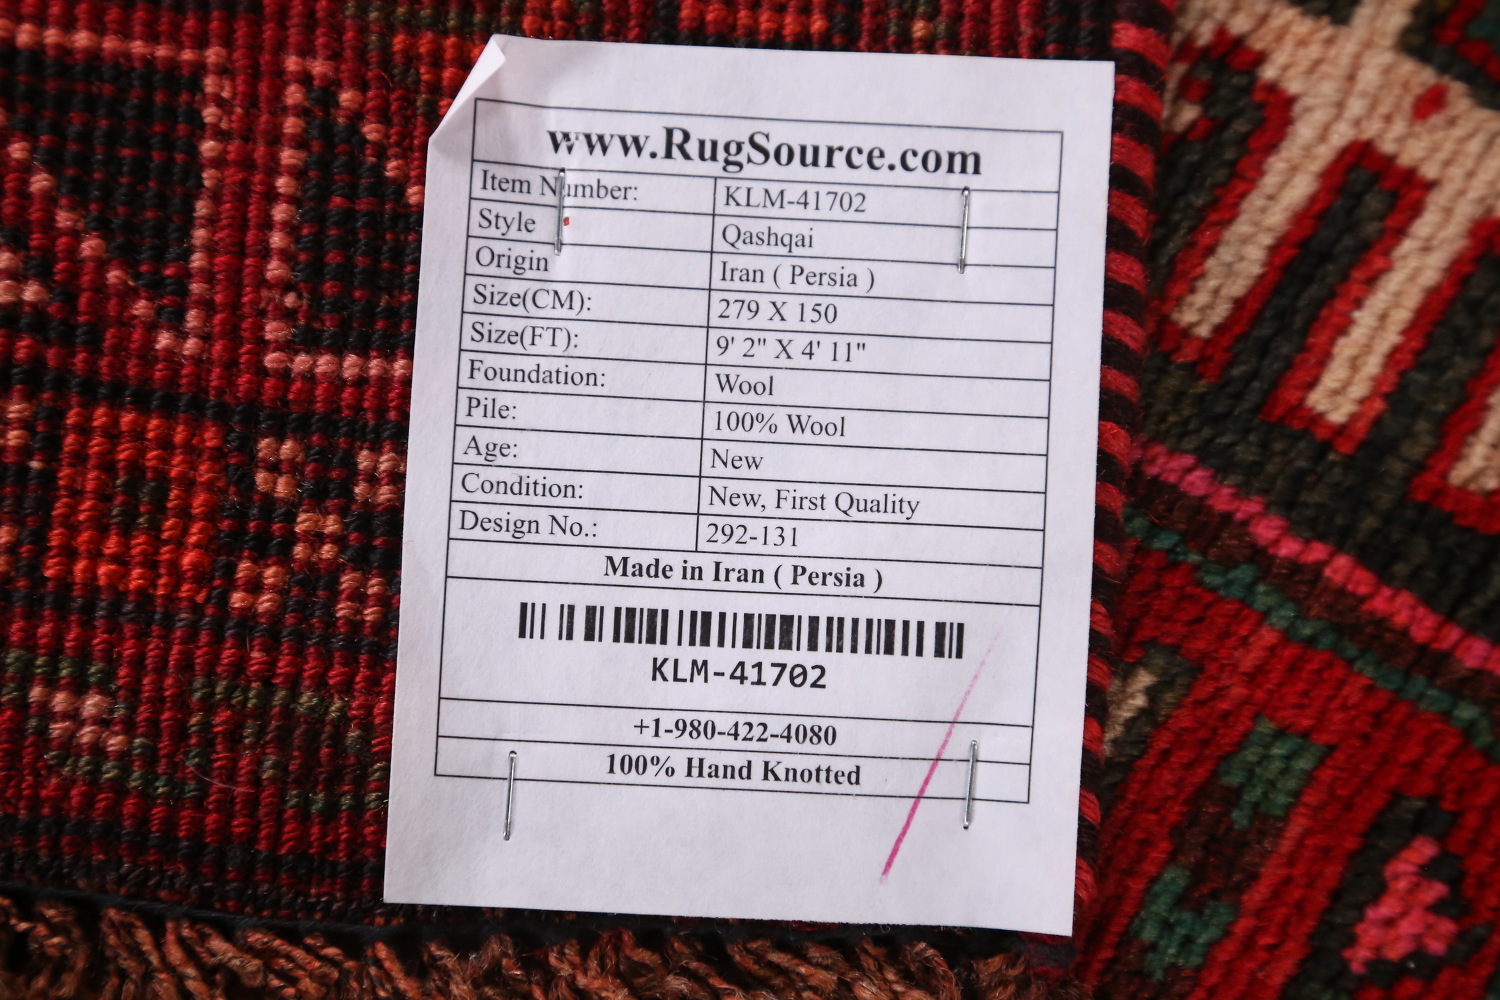 www.RugSource.com
Item Number: KLM-41702
Style Qashqai
Origin Iran ( Persia )
Size(CM): 279 X 150
Size(FT): 9' 2" X 4' 11"
Foundation: Wool
Pile: 100% Wool
Age: New
Condition: New, First Quality
Design No.: 292-131
Made in Iran ( Persia )
KLM-41702
+1-980-422-4080
100% Hand Knotted